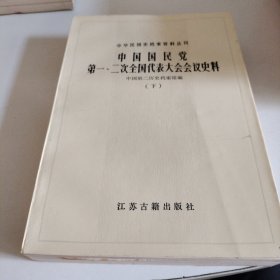 中华民国史档案资料丛刊
中国国民党
第一、二次全国代表大会会议史料
中国第二历史档案馆编
(下)
江苏古籍出版社